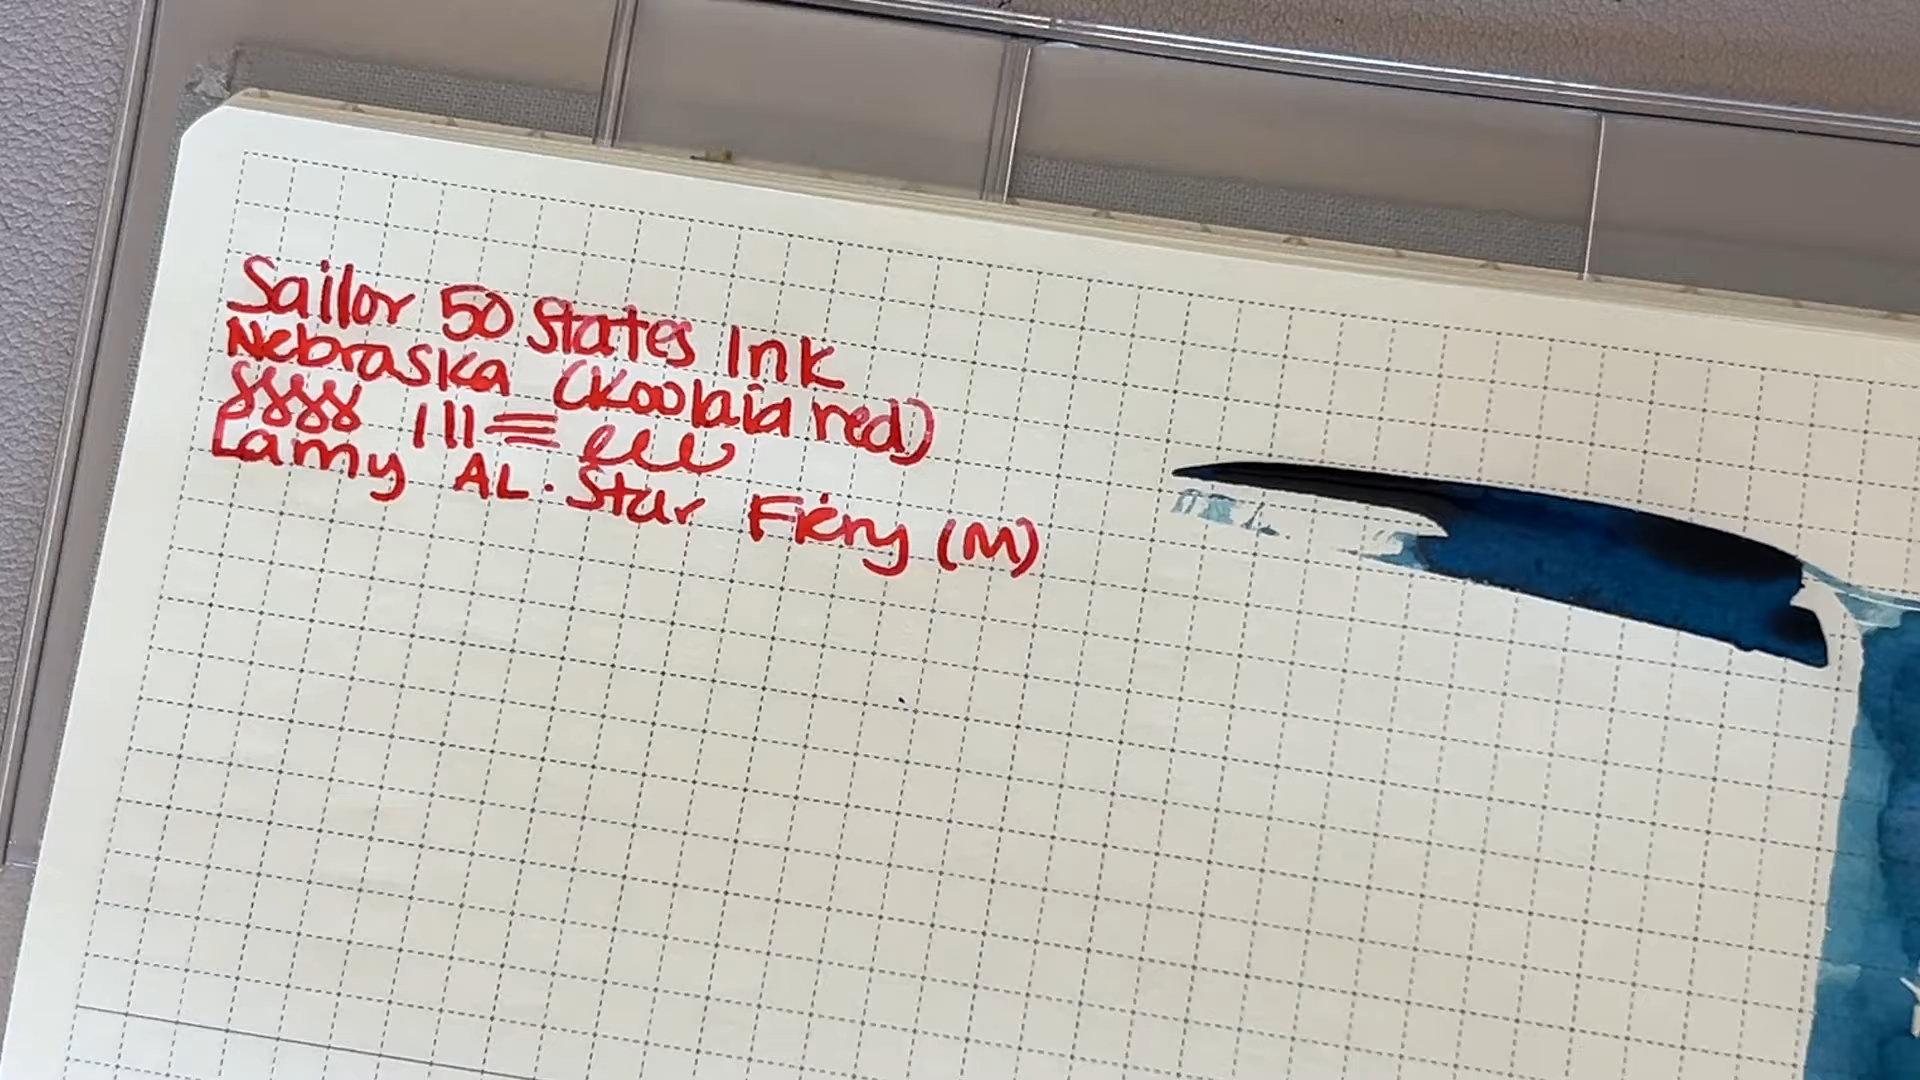 Sailor 50 States Ink
Nebraska (Koolaid red)
Lamy AL-Star Fiery (M)